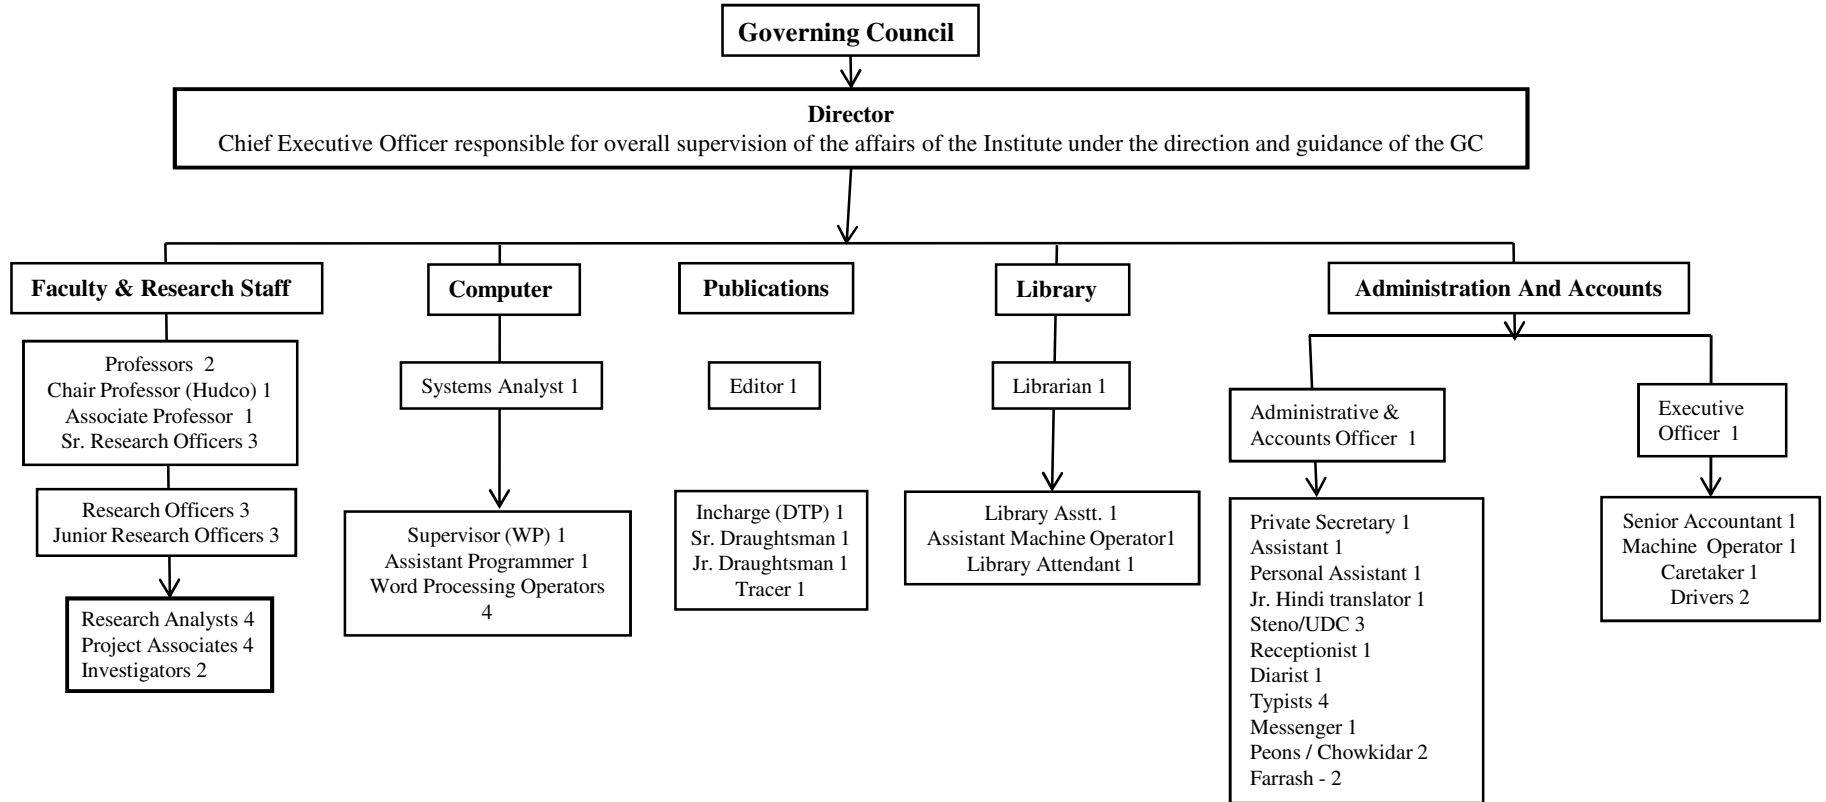 Governing Council
Director
Chief Executive Officer responsible for overall supervision of the affairs of the Institute under the direction and guidance of the GC
Faculty & Research Staff
Computer
Publications
Library
Administration And Accounts
Professors 2
Chair Professor (Hudco) 1
Associate Professor 1
Sr. Research Officers 3
Research Officers 3
Junior Research Officers 3
Research Analysts 4
Project Associates 4
Investigators 2
Systems Analyst 1
Supervisor (WP) 1
Assistant Programmer 1
Word Processing Operators
4
Editor 1
Incharge (DTP) 1
Sr. Draughtsman 1
Jr. Draughtsman 1
Tracer 1
Librarian 1
Library Asstt. 1
Assistant Machine Operator1
Library Attendant 1
Administrative &
Accounts Officer 1
Private Secretary 1
Assistant 1
Personal Assistant 1
Jr. Hindi translator 1
Steno/UDC 3
Receptionist 1
Diarist 1
Typists 4
Messenger 1
Peons / Chowkidar 2
Farrash - 2
Executive
Officer 1
Senior Accountant 1
Machine Operator 1
Caretaker 1
Drivers 2